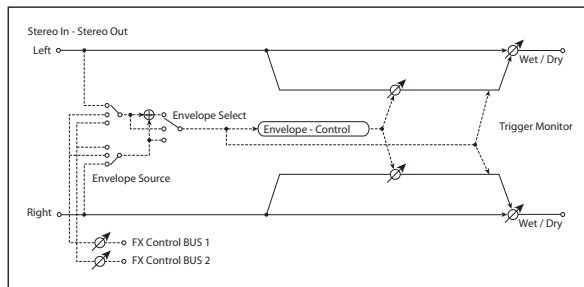 Stereo In - Stereo Out
Left
Wet / Dry
Envelope Select
Envelope - Control
Trigger Monitor
Envelope Source
Right
Wet / Dry
FX Control BUS 1
FX Control BUS 2